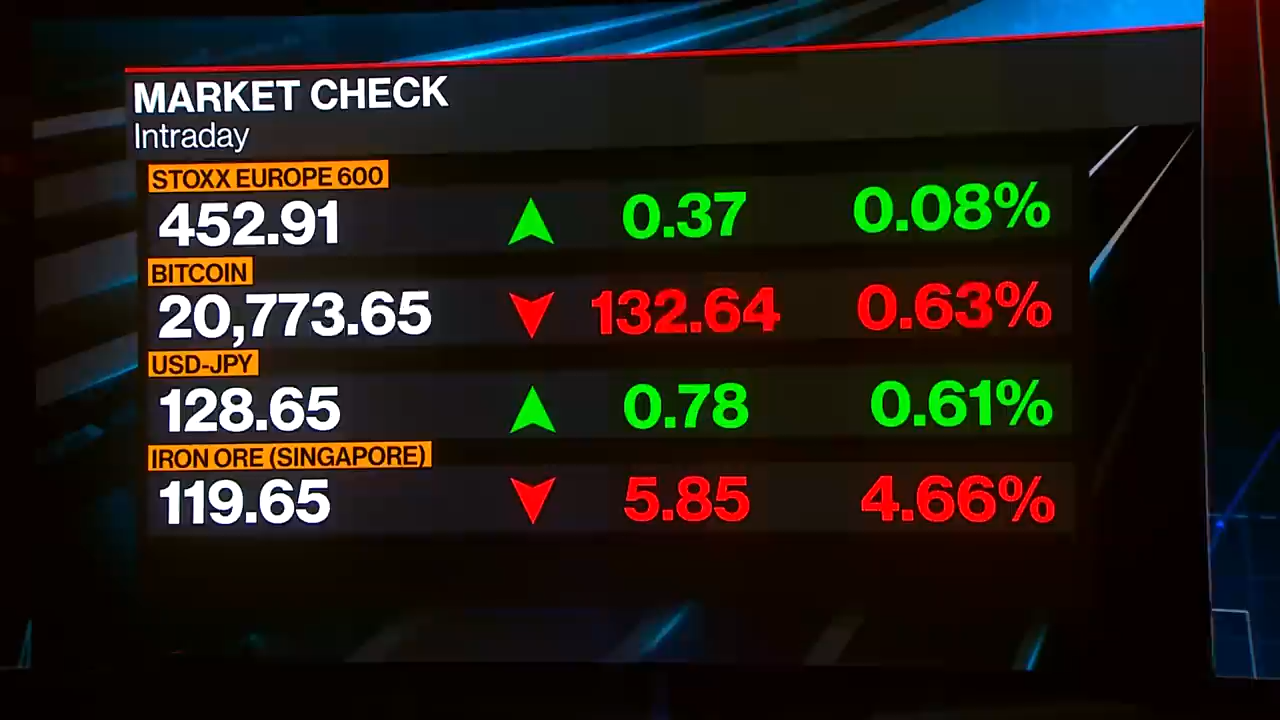 MARKET CHECK
Intraday
STOXX EUROPE 600
452.91 ▲ 0.37 0.08%
BITCOIN
20,773.65 ▼ 132.64 0.63%
USD-JPY
128.65 ▲ 0.78 0.61%
IRON ORE (SINGAPORE)
119.65 ▼ 5.85 4.66%